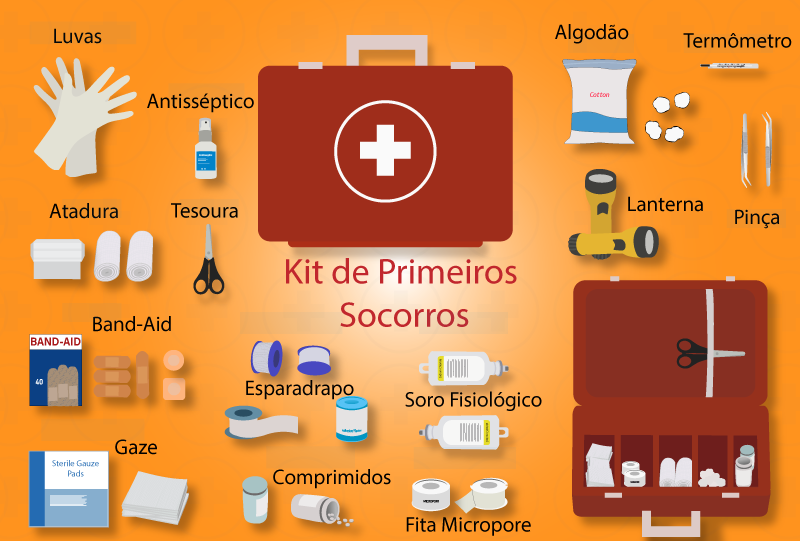 Luvas
Antisséptico
Algodão
Termômetro
Cotton
Atadura
Tesoura
Lanterna
Pinça
Kit de Primeiros
Socorros
Band-Aid
BAND-AID
40
Esparadrapo
Soro Fisiológico
Gaze
Sterile Gauze
Pads
Comprimidos
MICROPORE
Fita Micropore